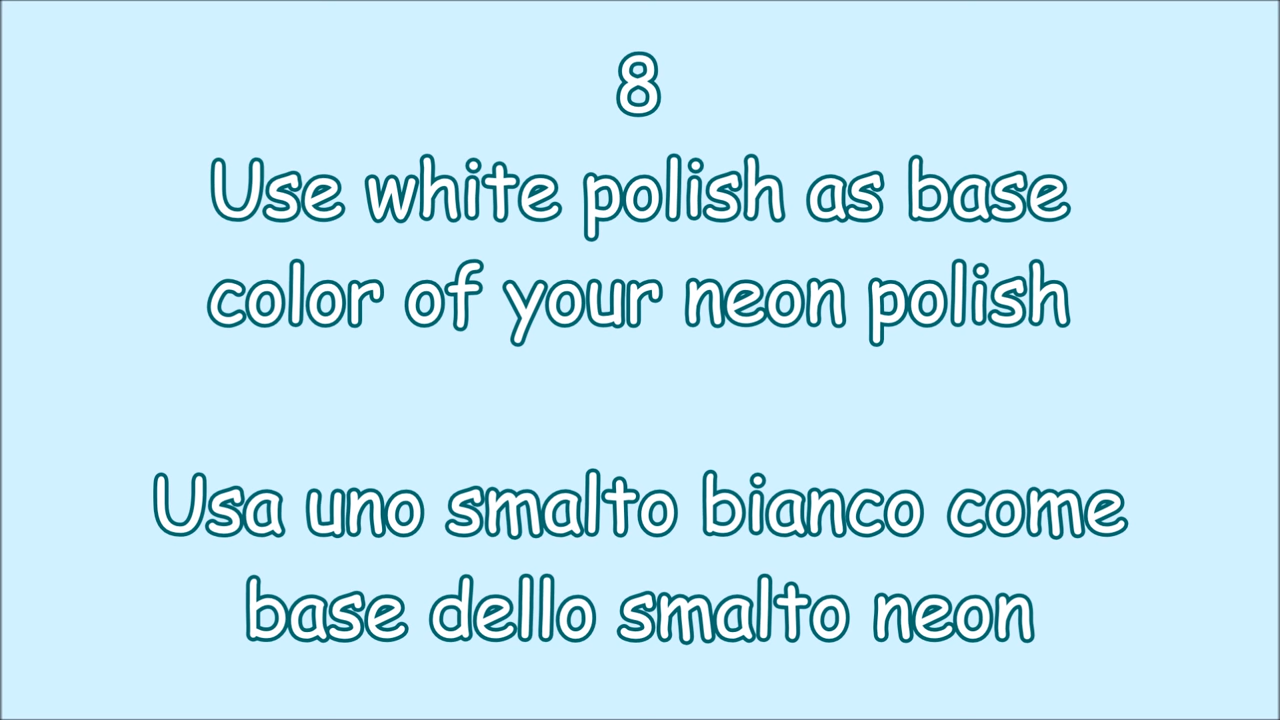 8
Use white polish as base
color of your neon polish
Usa uno smalto bianco come
base dello smalto neon